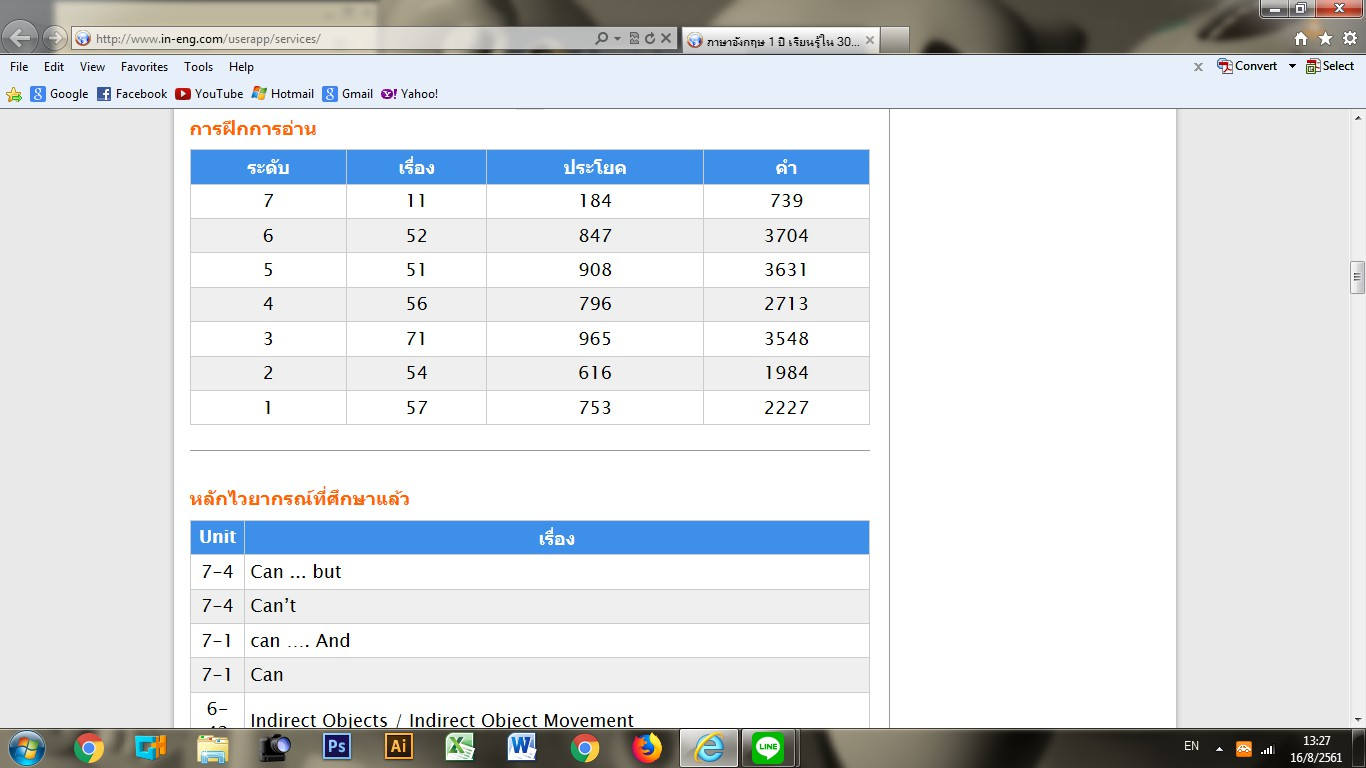 http://www.in-eng.com/userapp/services/
ภาษาอังกฤษ 1 ปี เรียนรู้ใน 30...
File Edit View Favorites Tools Help
x Convert Select
Google Facebook YouTube Hotmail Gmail Yahoo!
การฝึกการอ่าน
ระดับ เรื่อง ประโยค คำ
7 11 184 739
6 52 847 3704
5 51 908 3631
4 56 796 2713
3 71 965 3548
2 54 616 1984
1 57 753 2227
หลักไวยากรณ์ที่ศึกษาแล้ว
Unit เรื่อง
7-4 Can ... but
7-4 Can't
7-1 can .... And
7-1 Can
6-
Indirect Objects / Indirect Object Movement
Ps Ai LINE EN 13:27
16/8/2561